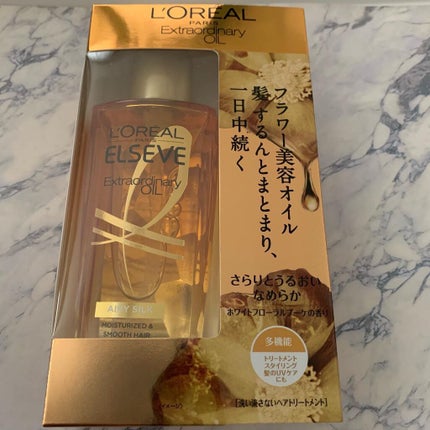 L'ORÉAL
PARIS
Extraordinary
OIL
L'ORÉAL
PARIS
ELSEVE
Extraordinary
OIL
AIRY SILK
MOISTURIZED &
SMOOTH HAIR
フラワー美容オイル
髪するんとまとまり、
一日中続く
さらりとうるおい
なめらか
ホワイトフローラルブーケの香り
多機能
トリートメント
スタイリング
髪のUVケア
にも
[洗い流さないヘアトリートメント]